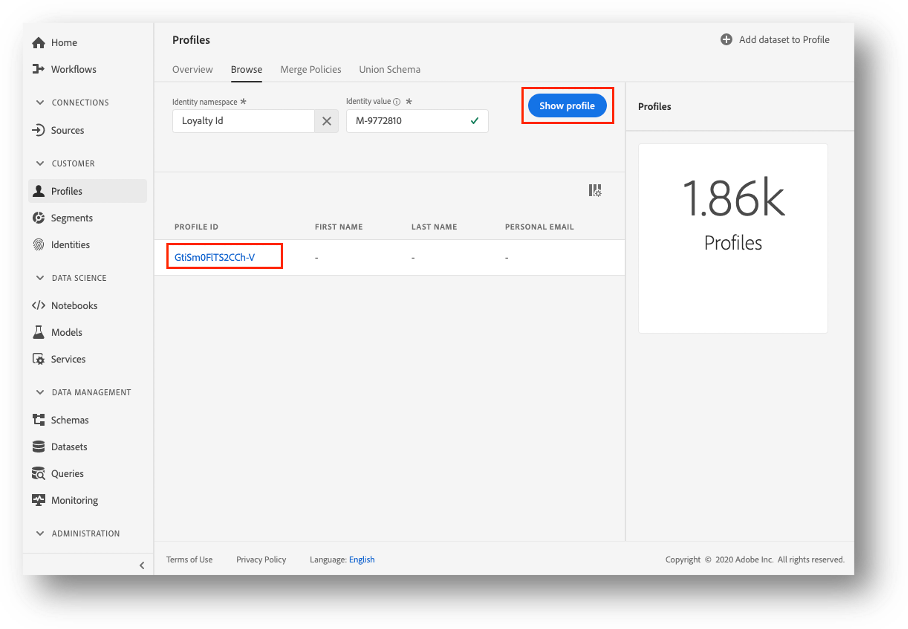 Home
Workflows
CONNECTIONS
Sources
CUSTOMER
Profiles
Segments
Identities
DATA SCIENCE
Notebooks
Models
Services
DATA MANAGEMENT
Schemas
Datasets
Queries
Monitoring
ADMINISTRATION
Profiles
Add dataset to Profile
Overview Browse Merge Policies Union Schema
Identity namespace * Identity value *
Loyalty Id M-9772810 Show profile
PROFILE ID FIRST NAME LAST NAME PERSONAL EMAIL
GtiSm0FlTS2CCh-V - - -
Profiles
1.86k
Profiles
Terms of Use Privacy Policy Language: English Copyright © 2020 Adobe Inc. All rights reserved.